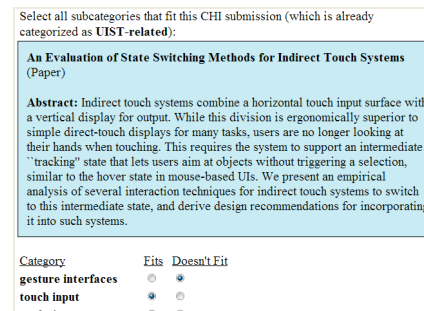 Select all subcategories that fit this CHI submission (which is already
categorized as UIST-related):
An Evaluation of State Switching Methods for Indirect Touch Systems
(Paper)
Abstract: Indirect touch systems combine a horizontal touch input surface with
a vertical display for output. While this division is ergonomically superior to
simple direct-touch displays for many tasks, users are no longer looking at
their hands when touching. This requires the system to support an intermediate
``tracking'' state that lets users aim at objects without triggering a selection,
similar to the hover state in mouse-based UIs. We present an empirical
analysis of several interaction techniques for indirect touch systems to switch
to this intermediate state, and derive design recommendations for incorporating
it into such systems.
Category Fits Doesn't Fit
gesture interfaces
touch input